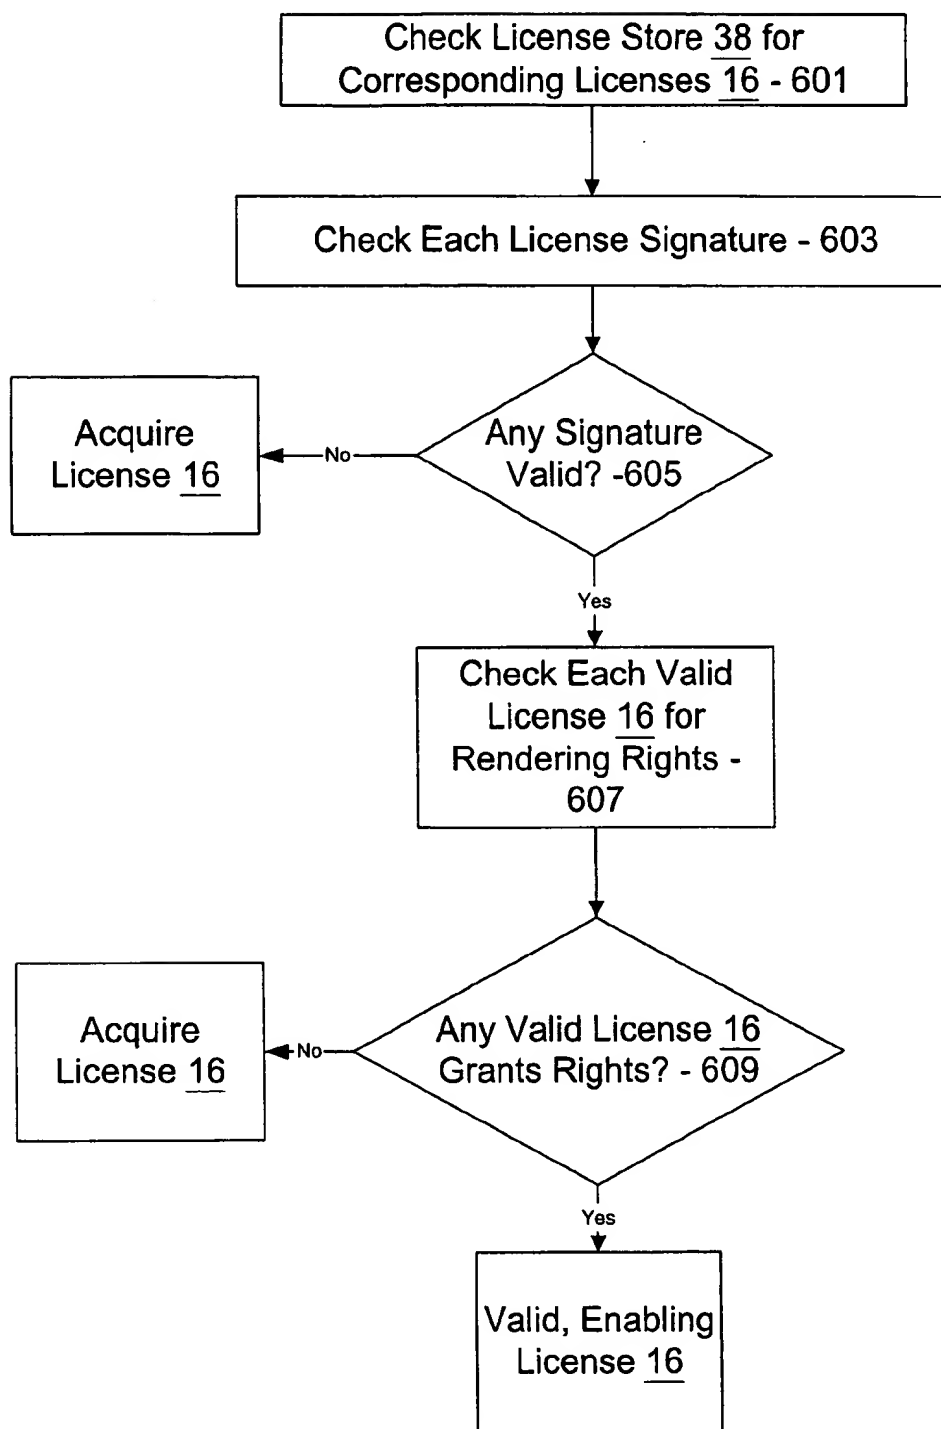 Check License Store 38 for
Corresponding Licenses 16 - 601
Check Each License Signature - 603
Any Signature
Valid? -605
No
Acquire
License 16
Yes
Check Each Valid
License 16 for
Rendering Rights -
607
Any Valid License 16
Grants Rights? - 609
No
Acquire
License 16
Yes
Valid, Enabling
License 16